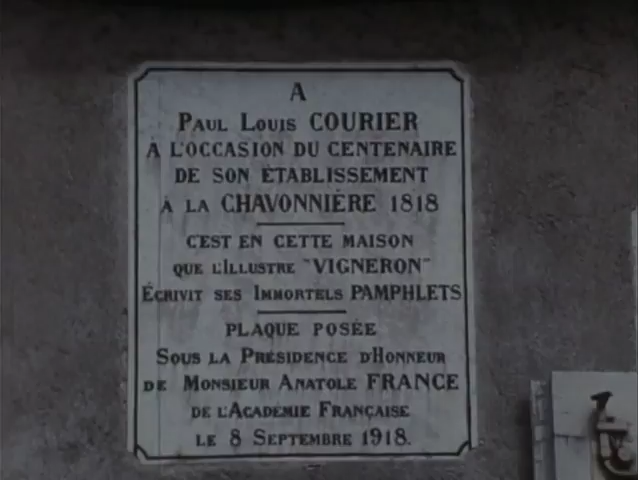 A
PAUL LOUIS COURIER
A L'OCCASION DU CENTENAIRE
DE SON ÉTABLISSEMENT
À LA CHAVONNIÈRE 1818
C'EST EN CETTE MAISON
QUE L'ILLUSTRE "VIGNERON"
ÉCRIVIT SES IMMORTELS PAMPHLETS
PLAQUE POSÉE
SOUS LA PRÉSIDENCE D'HONNEUR
DE MONSIEUR ANATOLE FRANCE
DE L'ACADÉMIE FRANÇAISE
LE 8 SEPTEMBRE 1918.